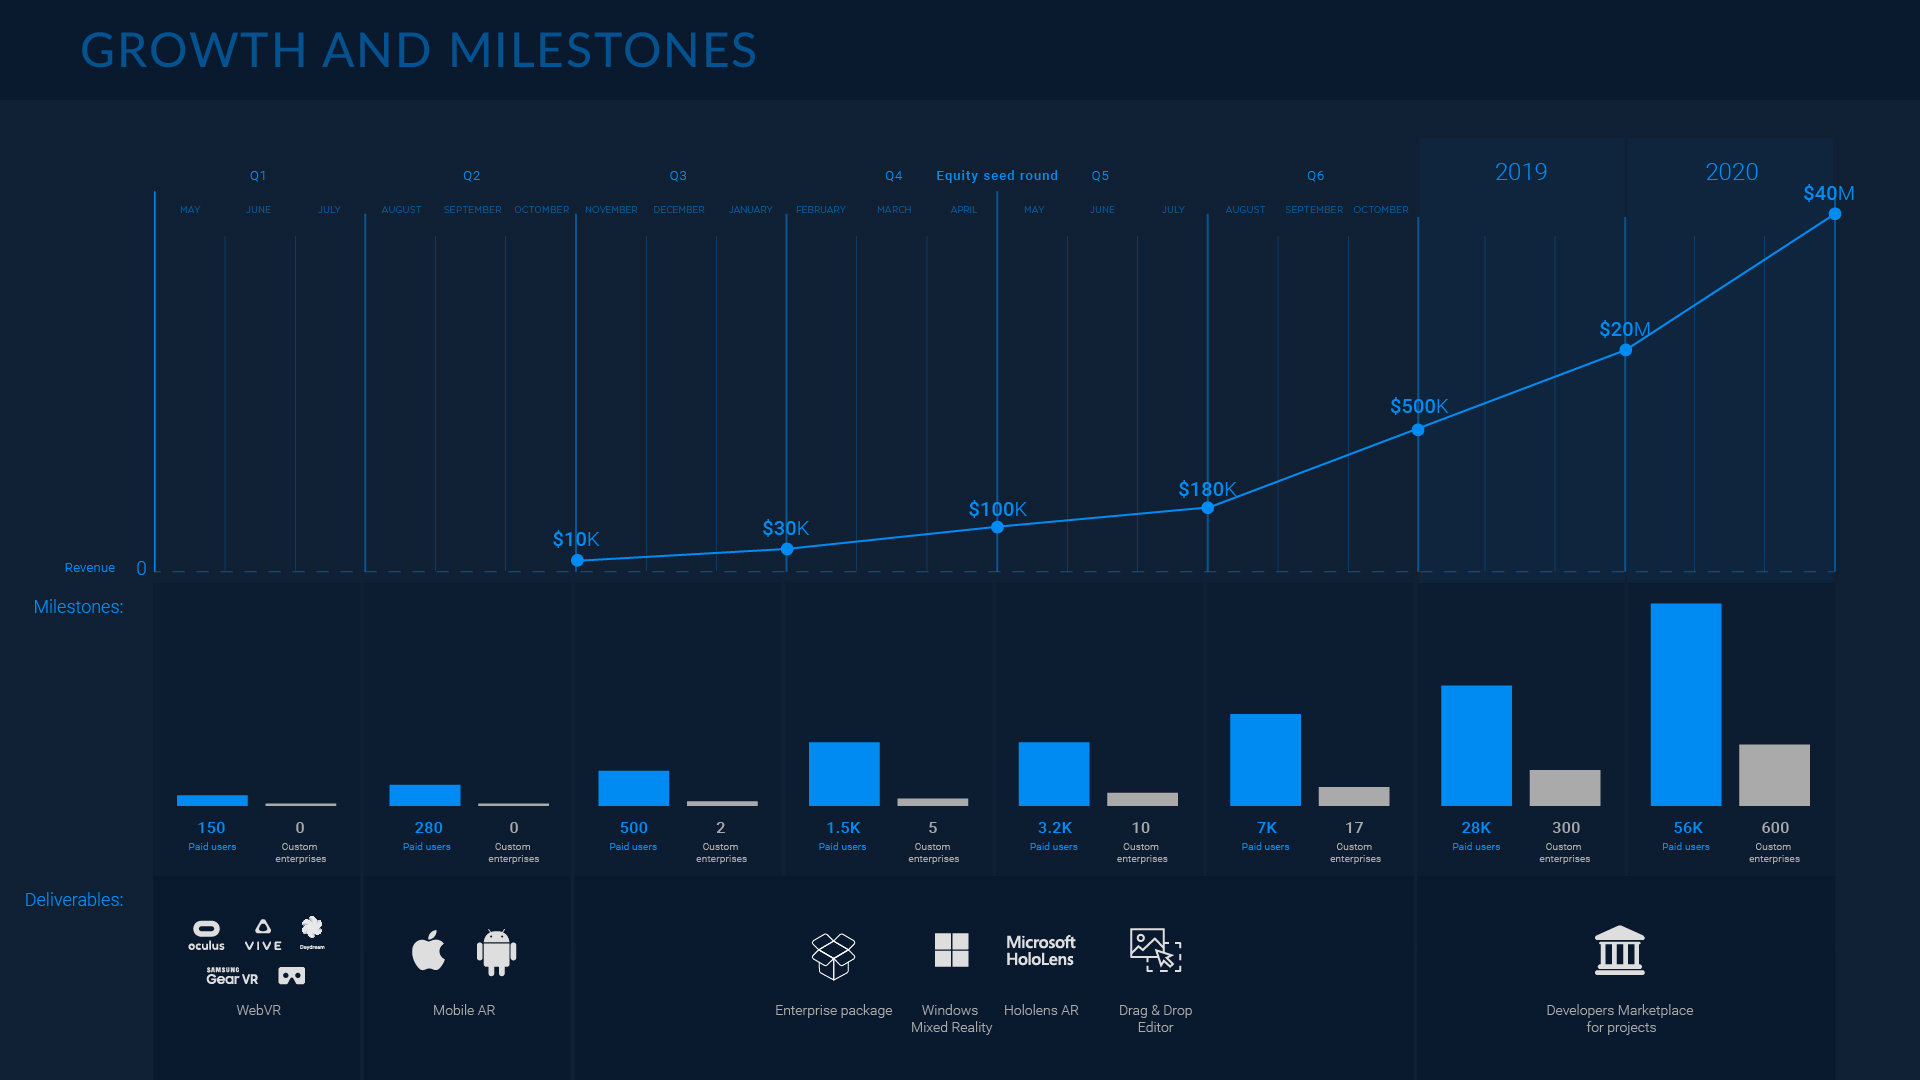 GROWTH AND MILESTONES
2019 2020
Q1 Q2 Q3 Q4 Equity seed round Q5 Q6
$40M
MAY JUNE JULY AUGUST SEPTEMBER OCTOMBER NOVEMBER DECEMBER JANUARY FEBRUARY MARCH APRIL MAY JUNE JULY AUGUST SEPTEMBER OCTOMBER
$20M
$500K
$180K
$100K
$30K
$10K
Revenue 0
Milestones:
150 0 280 0 500 2 1.5K 5 3.2K 10 7K 17 28K 300 56K 600
Paid users Custom Paid users Custom Paid users Custom Paid users Custom Paid users Custom Paid users Custom Paid users Custom Paid users Custom
enterprises enterprises enterprises enterprises enterprises enterprises enterprises enterprises
Deliverables:
oculus VIVE Daydream
SAMSUNG
Gear VR
Microsoft
HoloLens
WebVR Mobile AR Enterprise package Windows Hololens AR Drag & Drop Developers Marketplace
Mixed Reality Editor for projects